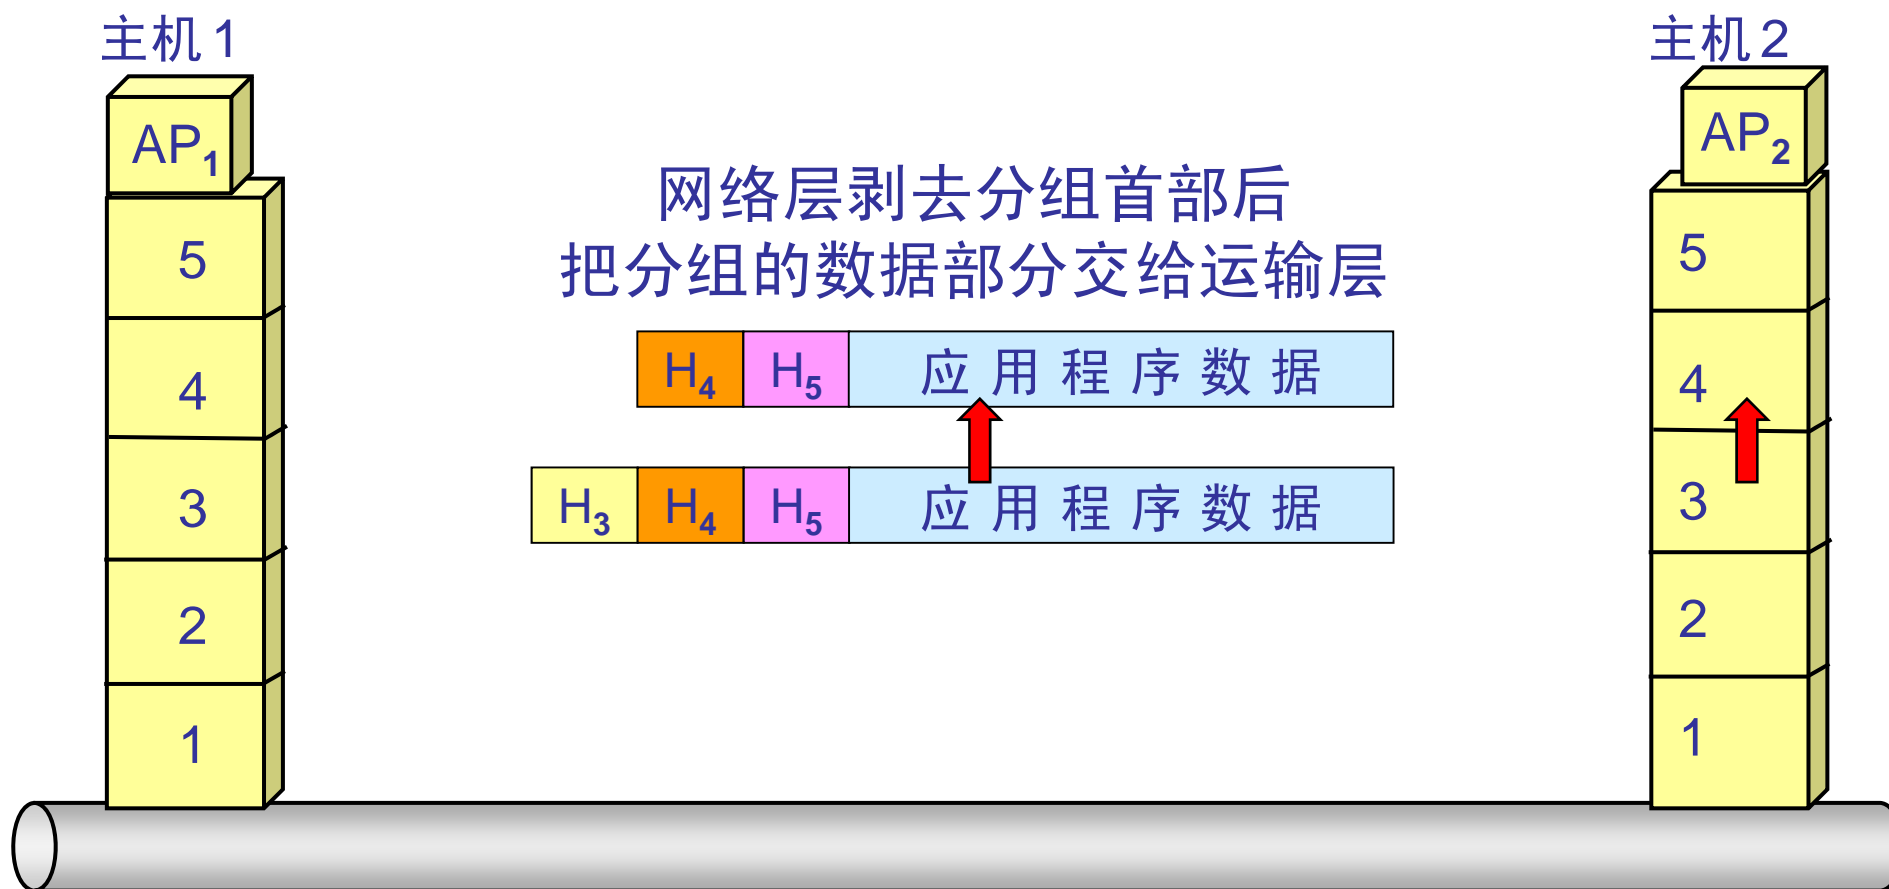 主机 1
主机 2
AP₁
AP₂
网络层剥去分组首部后
把分组的数据部分交给运输层
5
4
3
2
1
H₄ H₅ 应用程序数据
H₃ H₄ H₅ 应用程序数据
5
4
3
2
1